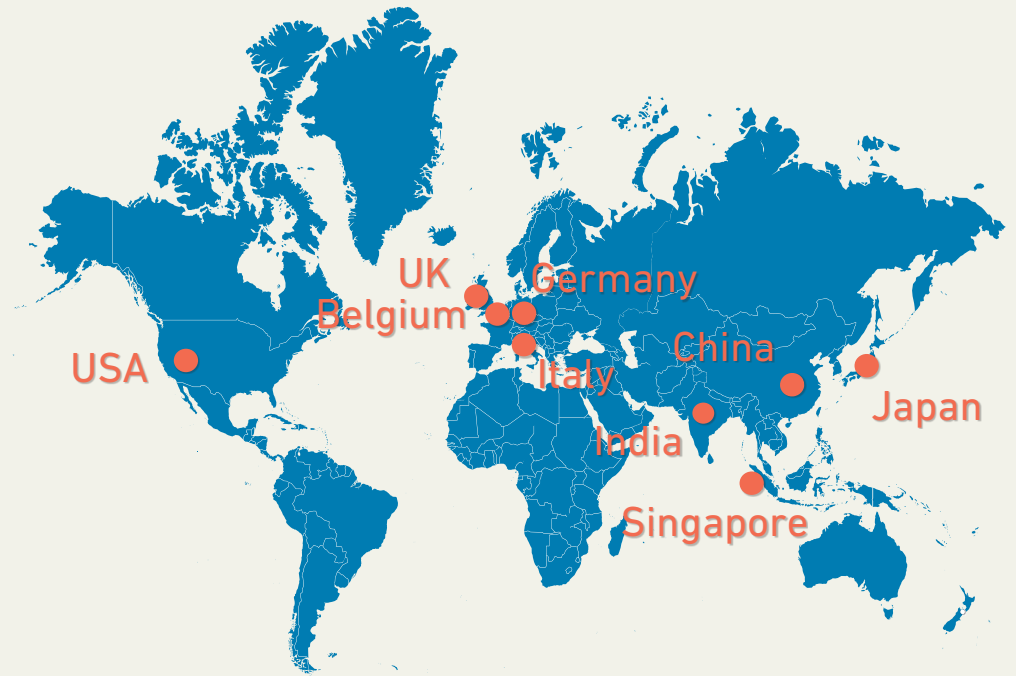 UK
Germany
Belgium
China
USA
Italy
Japan
India
Singapore